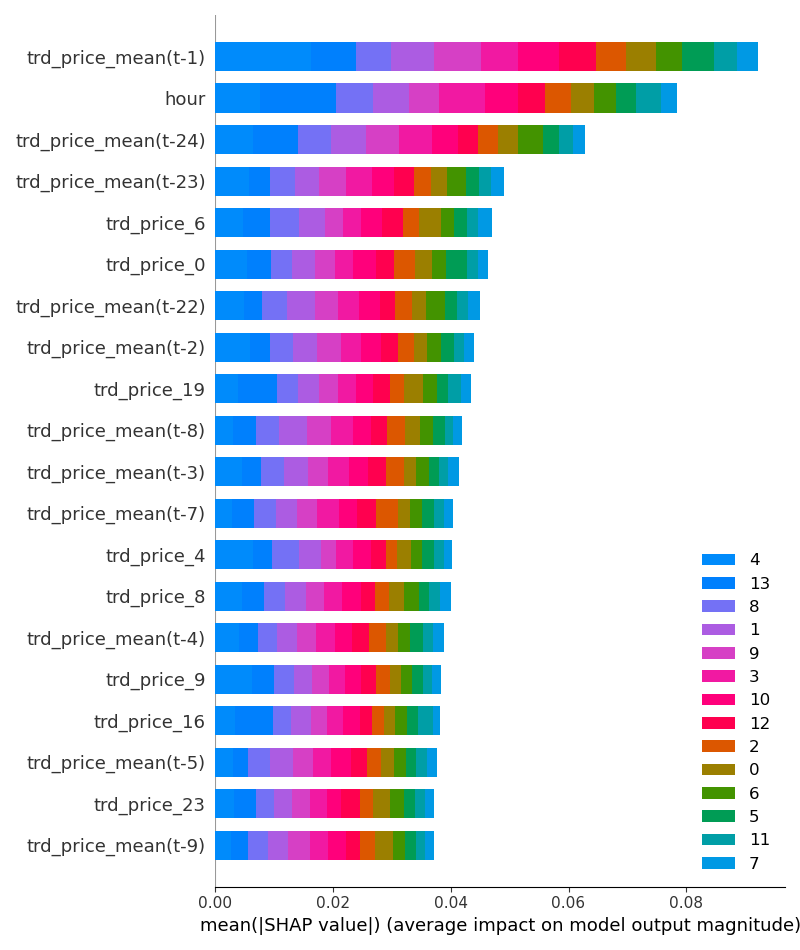 trd_price_mean(t-1)
hour
trd_price_mean(t-24)
trd_price_mean(t-23)
trd_price_6
trd_price_0
trd_price_mean(t-22)
trd_price_mean(t-2)
trd_price_19
trd_price_mean(t-8)
trd_price_mean(t-3)
trd_price_mean(t-7)
trd_price_4
trd_price_8
trd_price_mean(t-4)
trd_price_9
trd_price_16
trd_price_mean(t-5)
trd_price_23
trd_price_mean(t-9)
4
13
8
1
9
3
10
12
2
0
6
5
11
7
0.00 0.02 0.04 0.06 0.08
mean(|SHAP value|) (average impact on model output magnitude)